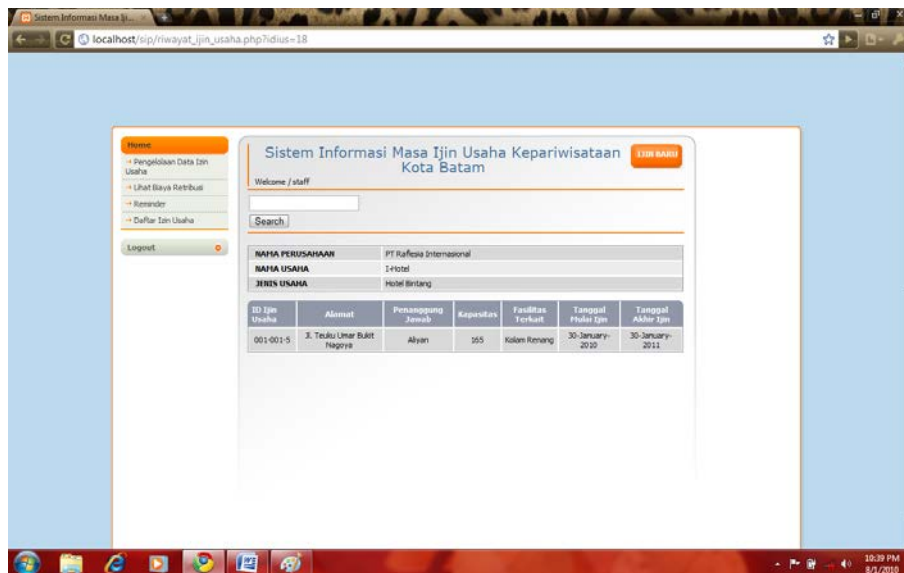 Sistem Informasi Masa Iji...
localhost/sip/riwayat_ijin_usaha.php?idius=18
Home
Pengelolaan Data Izin
Usaha
Lihat Biaya Retribusi
Reminder
Daftar Izin Usaha
Logout
Sistem Informasi Masa Ijin Usaha Kepariwisataan
Kota Batam
IJIN BARU
Welcome / staff
Search
NAMA PERUSAHAAN PT Raflesia Internasional
NAMA USAHA I-Hotel
JENIS USAHA Hotel Bintang
ID Ijin Usaha Alamat Penanggung Jawab Kapasitas Fasilitas Terkait Tanggal Mulai Ijin Tanggal Akhir Ijin
001-001-5 Jl. Teuku Umar Bukit Nagoya Aliyan 165 Kolam Renang 30-January-2010 30-January-2011
10:39 PM
8/1/2010